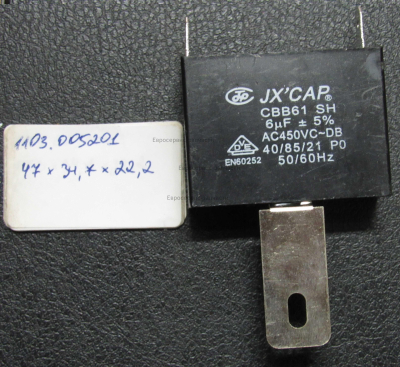 1103.005201
47 × 31,7 × 22,2
JX'CAP®
CBB61 SH
6µF ± 5%
AC450VC~DB
40/85/21 P0
EN60252
50/60Hz